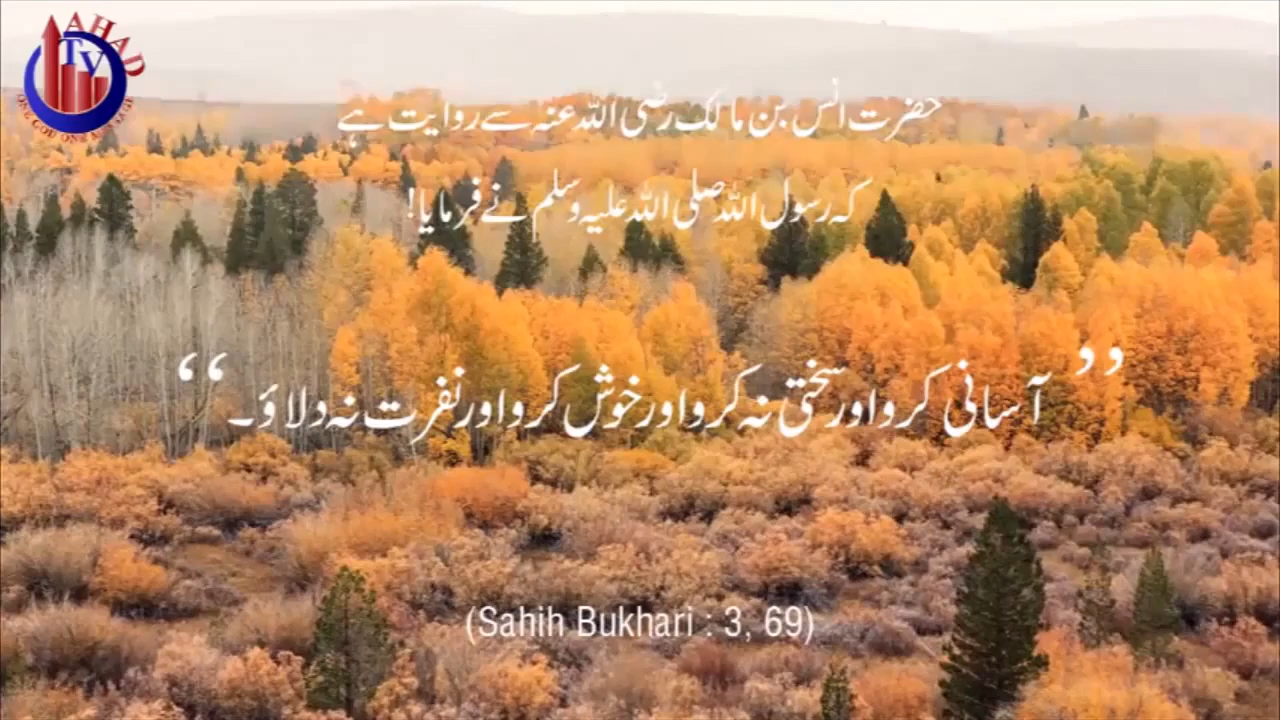 AHAD
TV
حضرت انس بن مالک رضی اللہ عنہ سے روایت ہے
کہ رسول اللہ صلی اللہ علیہ وسلم نے فرمایا!
”آسانی کرو اور سختی نہ کرو اور خوش کرو اور نفرت نہ دلاؤ۔“
(Sahih Bukhari : 3, 69)